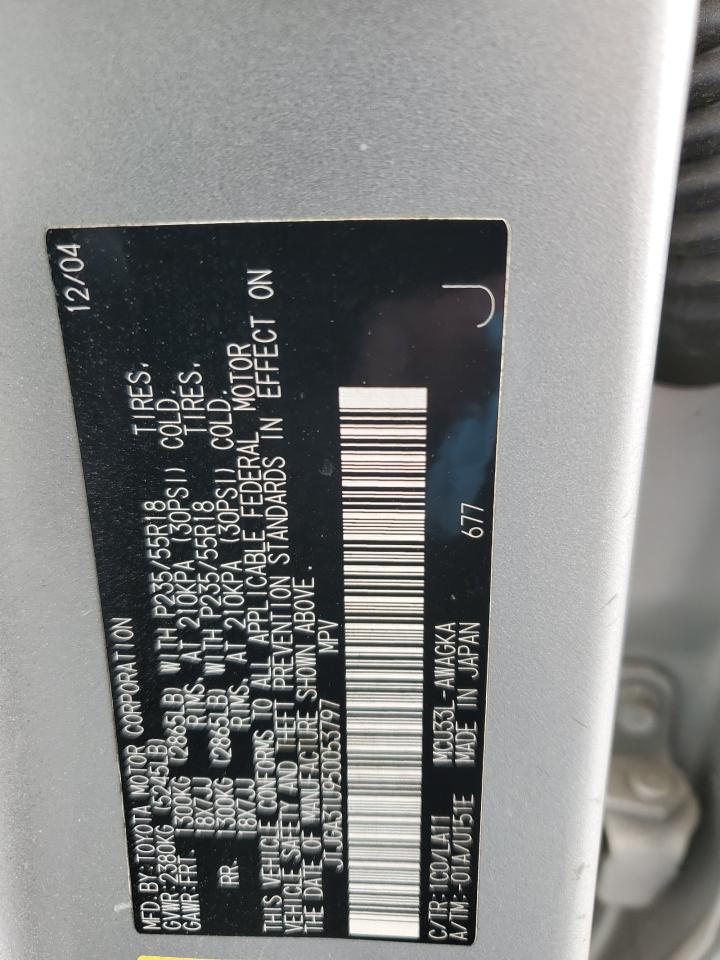 MFD. BY: TOYOTA MOTOR CORPORATION 12/04
GVWR: 2380KG (5245LB)
GAWR: FRT. 1300KG (2865LB) WITH P235/55R18 TIRES,
18X7JJ RIMS, AT 210KPA (30PSI) COLD.
RR. 1300KG (2865LB) WITH P235/55R18 TIRES,
18X7JJ RIMS, AT 210KPA (30PSI) COLD.
THIS VEHICLE CONFORMS TO ALL APPLICABLE FEDERAL MOTOR
VEHICLE SAFETY AND THEFT PREVENTION STANDARDS IN EFFECT ON
THE DATE OF MANUFACTURE SHOWN ABOVE.
JTJGA31U950053797 MPV
C/TR: 1C0/LA11 MCU33L-AWAGKA
A/TM: -01A/U151E MADE IN JAPAN 677 J